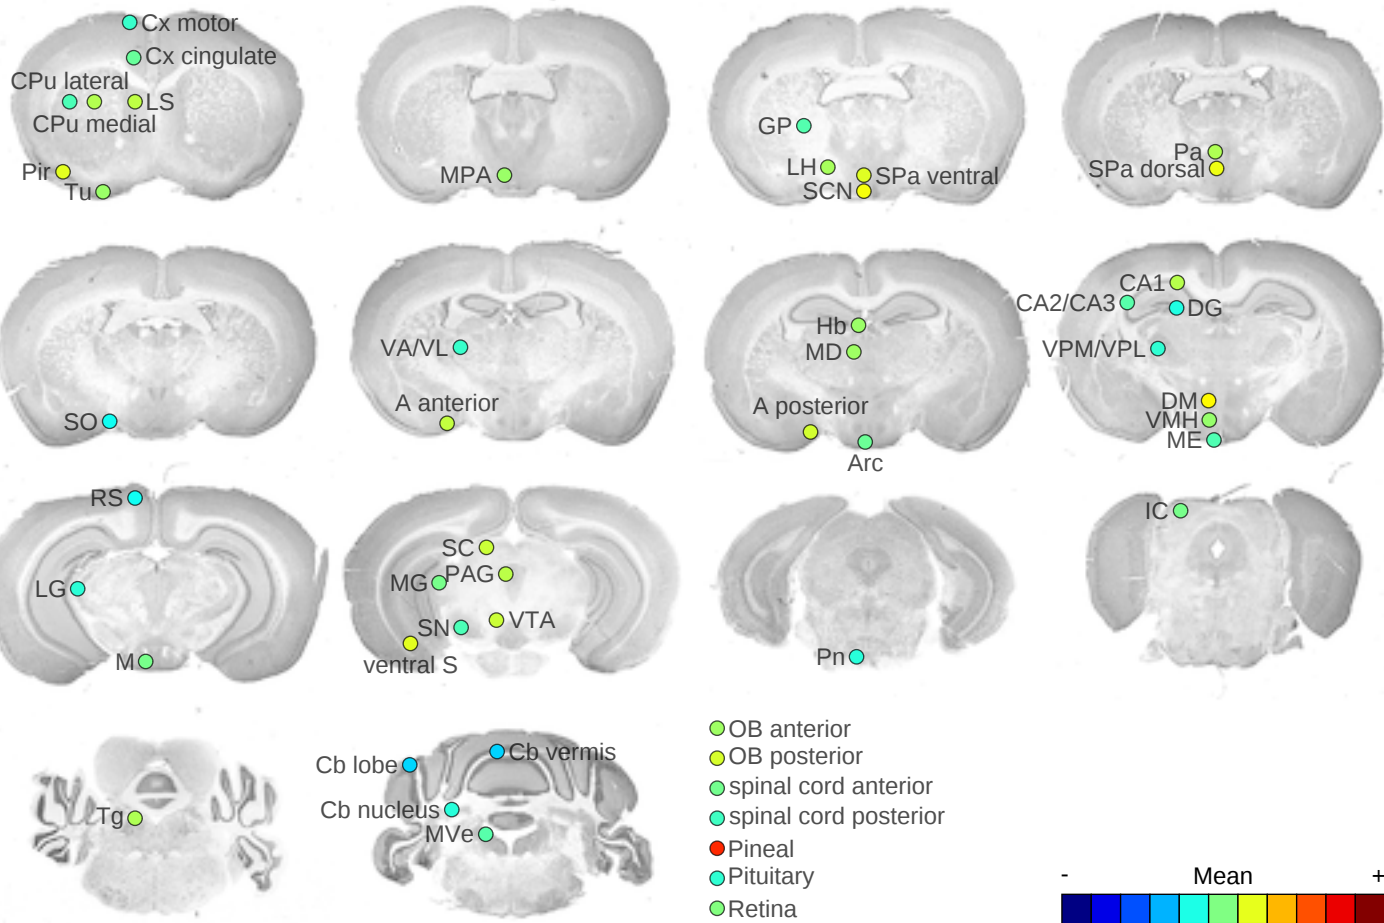 Cx motor
Cx cingulate
CPu lateral
LS
CPu medial
Pir
Tu
MPA
GP
LH
SPa ventral
SCN
Pa
SPa dorsal
SO
VA/VL
A anterior
Hb
MD
A posterior
Arc
CA1
CA2/CA3
DG
VPM/VPL
DM
VMH
ME
RS
LG
M
SC
MG
PAG
SN
VTA
ventral S
Pn
IC
Tg
Cb lobe
Cb vermis
Cb nucleus
MVe
OB anterior
OB posterior
spinal cord anterior
spinal cord posterior
Pineal
Pituitary
Retina
- Mean +